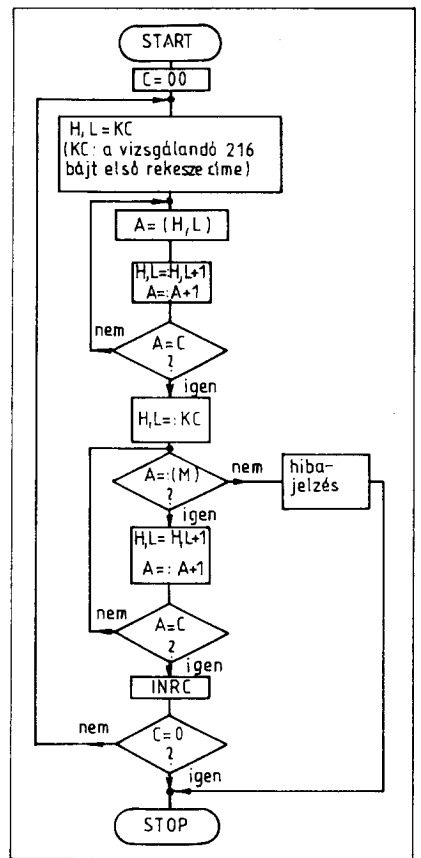 START
C=00
H,L=KC
(KC: a vizsgálandó 216
bájt első rekesze címe)
A=(H,L)
H,L=:H,L+1
A=:A+1
nem
A=C
?
igen
H,L=:KC
A=:(M)
?
nem
hiba-
jelzés
igen
H,L=H,L+1
A=:A+1
nem
A=C
?
igen
INRC
nem
C=0
?
igen
STOP